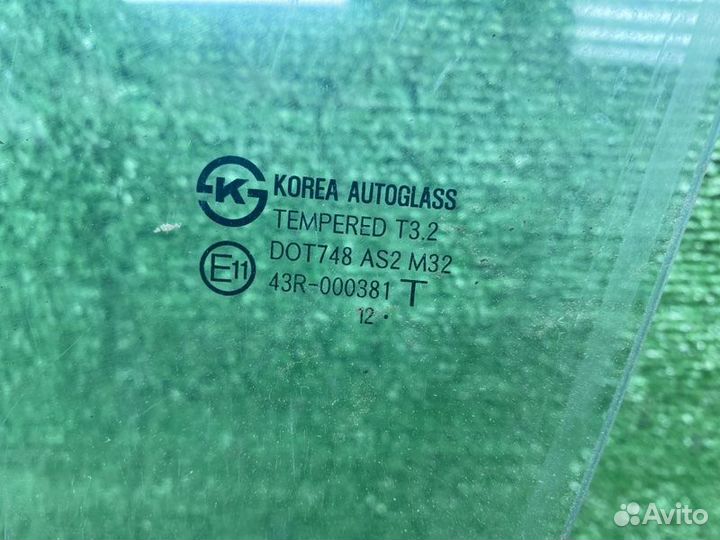 KOREA AUTOGLASS
TEMPERED T3.2
DOT748 AS2 M32
E11
43R-000381 T
12 •
Avito